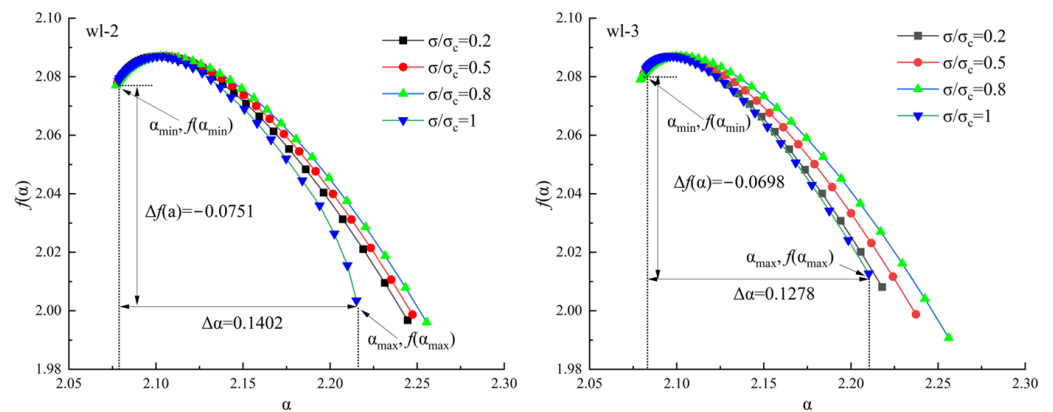 wl-2
σ/σc=0.2
σ/σc=0.5
σ/σc=0.8
σ/σc=1
αmin, f(αmin)
Δf(a)=−0.0751
Δα=0.1402
αmax, f(αmax)
f(α)
2.10
2.08
2.06
2.04
2.02
2.00
1.98
2.05 2.10 2.15 2.20 2.25 2.30
α
wl-3
σ/σc=0.2
σ/σc=0.5
σ/σc=0.8
σ/σc=1
αmin, f(αmin)
Δf(α)=−0.0698
αmax, f(αmax)
Δα=0.1278
f(α)
2.10
2.08
2.06
2.04
2.02
2.00
1.98
2.05 2.10 2.15 2.20 2.25 2.30
α